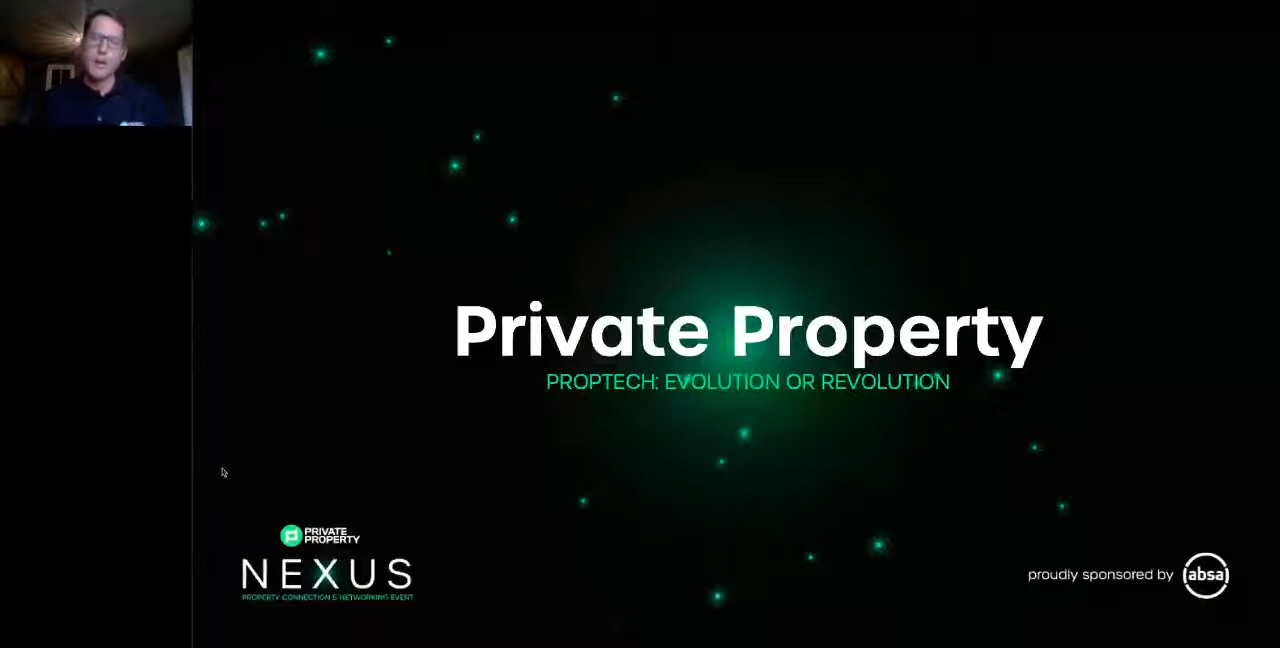 Private Property
PROPTECH: EVOLUTION OR REVOLUTION
PRIVATE
PROPERTY
NEXUS
PROPERTY CONNECTION & NETWORKING EVENT
proudly sponsored by (absa)